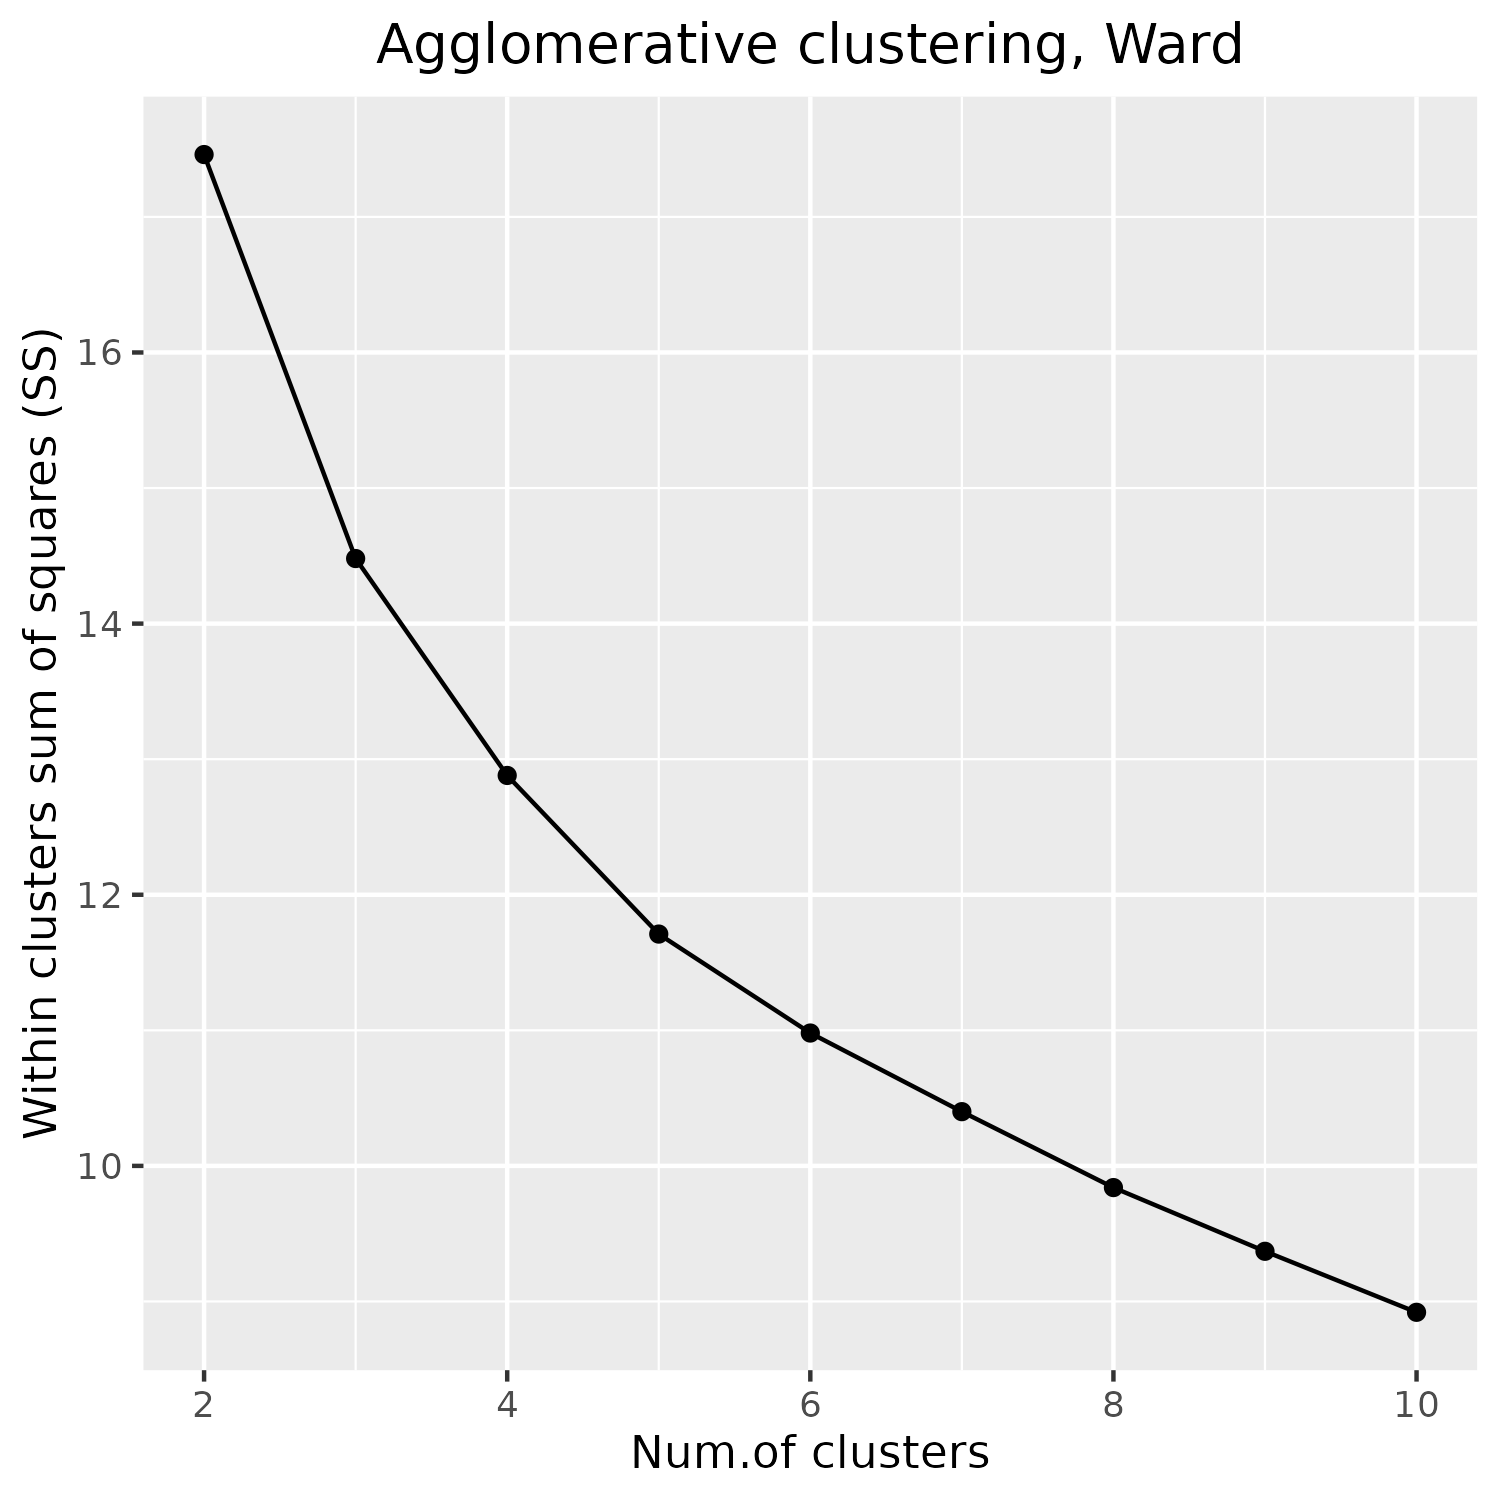 Agglomerative clustering, Ward
Within clusters sum of squares (SS)
16
14
12
10
2 4 6 8 10
Num.of clusters